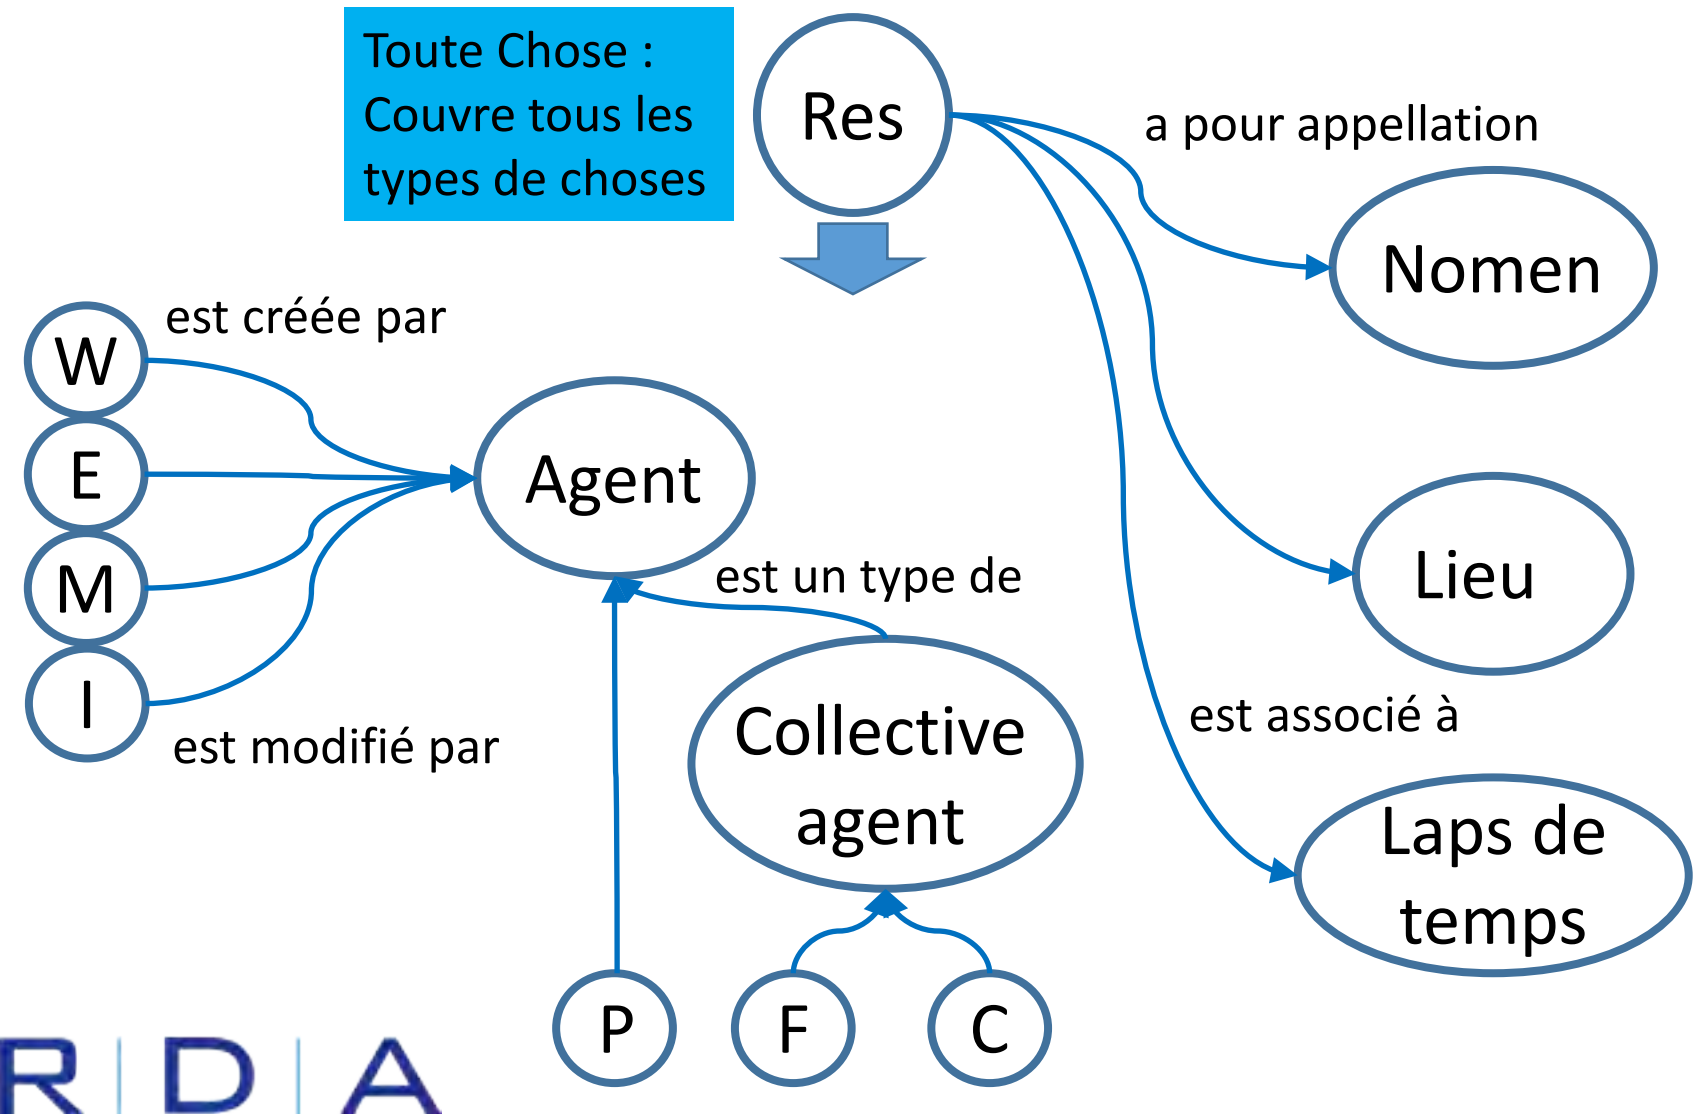 Toute Chose :
Couvre tous les
types de choses
Res
a pour appellation
Nomen
est créée par
W
E
M
I
Agent
est un type de
Lieu
est modifié par
Collective
agent
est associé à
Laps de
temps
P
F
C
R|D|A